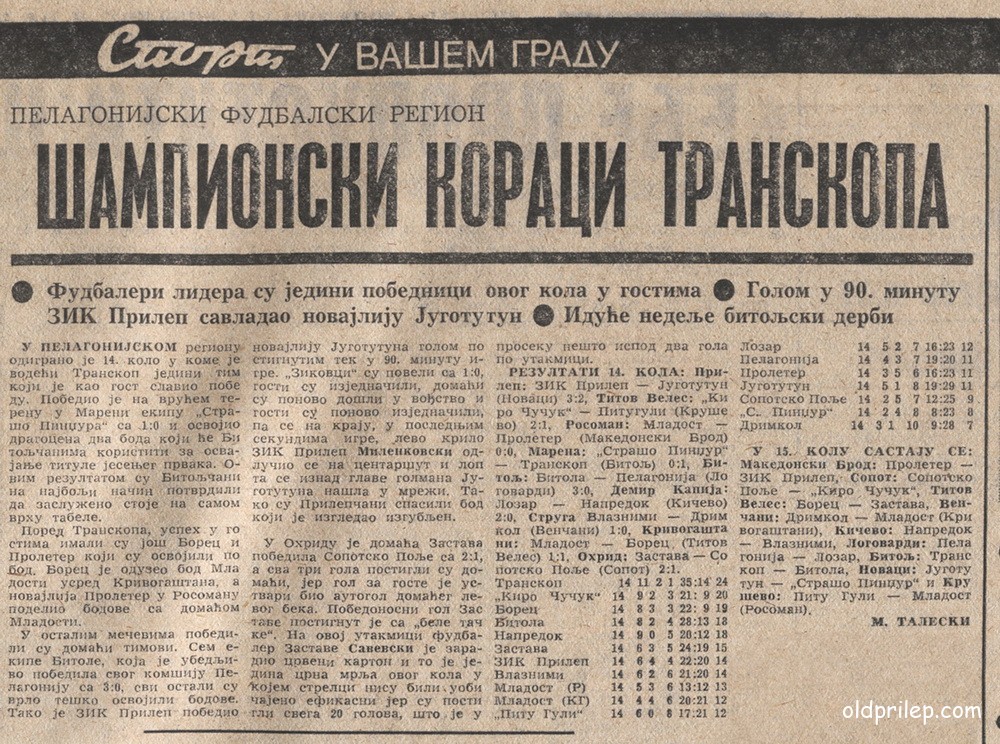 Спорт У ВАШЕМ ГРАДУ
ПЕЛАГОНИЈСКИ ФУДБАЛСКИ РЕГИОН
ШАМПИОНСКИ КОРАЦИ ТРАНСКОПА
● Фудбалери лидера су једини победници овог кола у гостима ● Голом у 90. минуту
ЗИК Прилеп савладао новајлију Југотутун ● Идуће недеље битољски дерби
У ПЕЛАГОНИЈСКОМ региону
одиграно је 14. коло у коме је
водећи Транскоп једини тим
који је као гост славио побе
ду. Победио је на врућем те-
рену у Марени екипу „Стра-
шо Пинџура“ са 1:0 и освојио
драгоцена два бода који ће Би
тољчанима користити за осва-
јање титуле јесењег првака. О-
вим резултатом су Битољчани
на најбољи начин потврдили
да заслужено стоје на самом
врху табеле.
Поред Транскопа, успех у го
стима имали су још Борец и
Пролетер који су освојили по
бод. Борец је одузео бод Мла
дости усред Кривогаштана, а
новајлија Пролетер у Росоману
поделио бодове са домаћом
Младости.
У осталим мечевима победи-
ли су домаћи тимови. Сем е-
кипе Битоле, која је убедљи-
во победила свог комшију Пе-
лагонију са 3:0, сви остали су
врло тешко освојили бодове.
Тако је ЗИК Прилеп победио
новајлију Југотутуна голом по
стигнутим тек у 90. минуту и-
гре. „Зиковци“ су повели са 1:0,
гости су изједначили, домаћи
су поново дошли у вођство и
гости су поново изједначили,
па се на крају, у последњим
секундима игре, лево крило
ЗИК Прилеп Миленковски од-
лучио се на центаршут и лоп
та се изнад главе голмана Ју-
готутуна нашла у мрежи. Та-
ко су Прилепчани спасили бод
који је изгледао изгубљен.
У Охриду је домаћа Застава
победила Сопотско Поље са 2:1,
а сва три гола постигли су до-
маћи, јер гол за госте је ус-
твари био аутогол домаћег ле-
вог бека. Победоносни гол Зас
таве постигнут је са „беле тач
ке“. На овој утакмици фудба-
лер Заставе Савевски је зара-
дио црвени картон и то је је-
дина црна мрља овог кола у
којем стрелци нису били уоби
чајено ефикасни јер су пости
гли свега 20 голова, што је у
просеку нешто испод два гола
по утакмици.
РЕЗУЛТАТИ 14. КОЛА: При-
леп: ЗИК Прилеп — Југотутун
(Новаци) 3:2, Титов Велес: „Ки
ро Чучук“ — Питугули (Круше
во) 2:1, Росоман: Младост —
Пролетер (Македонски Брод)
0:0, Марена: „Страшо Пинџур“
— Транскоп (Битољ) 0:1, Би-
тољ: Битола — Пелагонија (Ло
говарди) 3:0, Демир Капија:
Лозар — Напредок (Кичево)
2:0, Струга Влазними — Дрим
кол (Венчани) 1:0, Кривогашта
ни: Младост — Борец (Титов
Велес) 1:1, Охрид: Застава — Со
потско Поље (Сопот) 2:1.
Транскоп 14 11 2 1 35:14 24
„Киро Чучук“ 14 9 2 3 21: 9 20
Борец 14 8 3 3 22: 9 19
Битола 14 8 2 4 28:13 18
Напредок 14 9 0 5 20:12 18
Застава 14 6 3 5 24:19 15
ЗИК Прилеп 14 6 4 4 22:20 14
Влазними 14 6 2 6 21:20 14
Младост (Р) 14 5 3 6 13:12 13
Младост (КГ) 14 4 4 6 20:21 12
„Питу Гули“ 14 6 0 8 17:21 12
Лозар 14 5 2 7 16:23 12
Пелагонија 14 4 3 7 19:20 11
Пролетер 14 3 5 6 16:23 11
Југотутун 14 5 1 8 19:29 11
Сопотско Поље 14 2 5 7 12:25 9
„С. Пинџур“ 14 2 4 8 8:23 8
Дримкол 14 3 1 10 9:28 7
У 15. КОЛУ САСТАЈУ СЕ:
Македонски Брод: Пролетер —
ЗИК Прилеп, Сопот: Сопотско
Поље — „Киро Чучук“, Титов
Велес: Борец — Застава, Вен-
чани: Дримкол — Младост (Кри
вогаштани), Кичево: Напредок
— Влазними, Логоварди: Пела
гонија — Лозар, Битољ: Транс
коп — Битола, Новаци: Југоту
тун — „Страшо Пинџур“ и Кру
шево: Питу Гули — Младост
(Росоман).
М. ТАЛЕСКИ
oldprilep.com